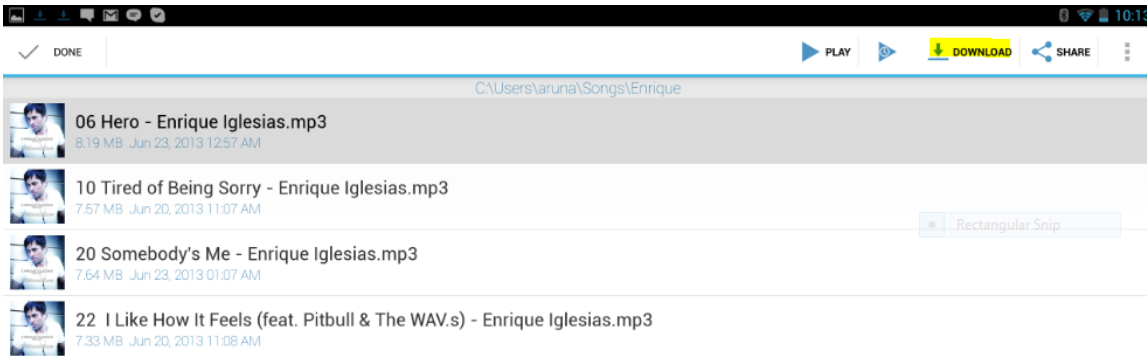 10:13
DONE PLAY DOWNLOAD SHARE
C:\Users\aruna\Songs\Enrique
06 Hero - Enrique Iglesias.mp3
8.19 MB Jun 23, 2013 12:57 AM
10 Tired of Being Sorry - Enrique Iglesias.mp3
7.57 MB Jun 20, 2013 11:07 AM
Rectangular Snip
20 Somebody's Me - Enrique Iglesias.mp3
7.64 MB Jun 23, 2013 01:07 AM
22 I Like How It Feels (feat. Pitbull & The WAV.s) - Enrique Iglesias.mp3
7.33 MB Jun 20, 2013 11:08 AM